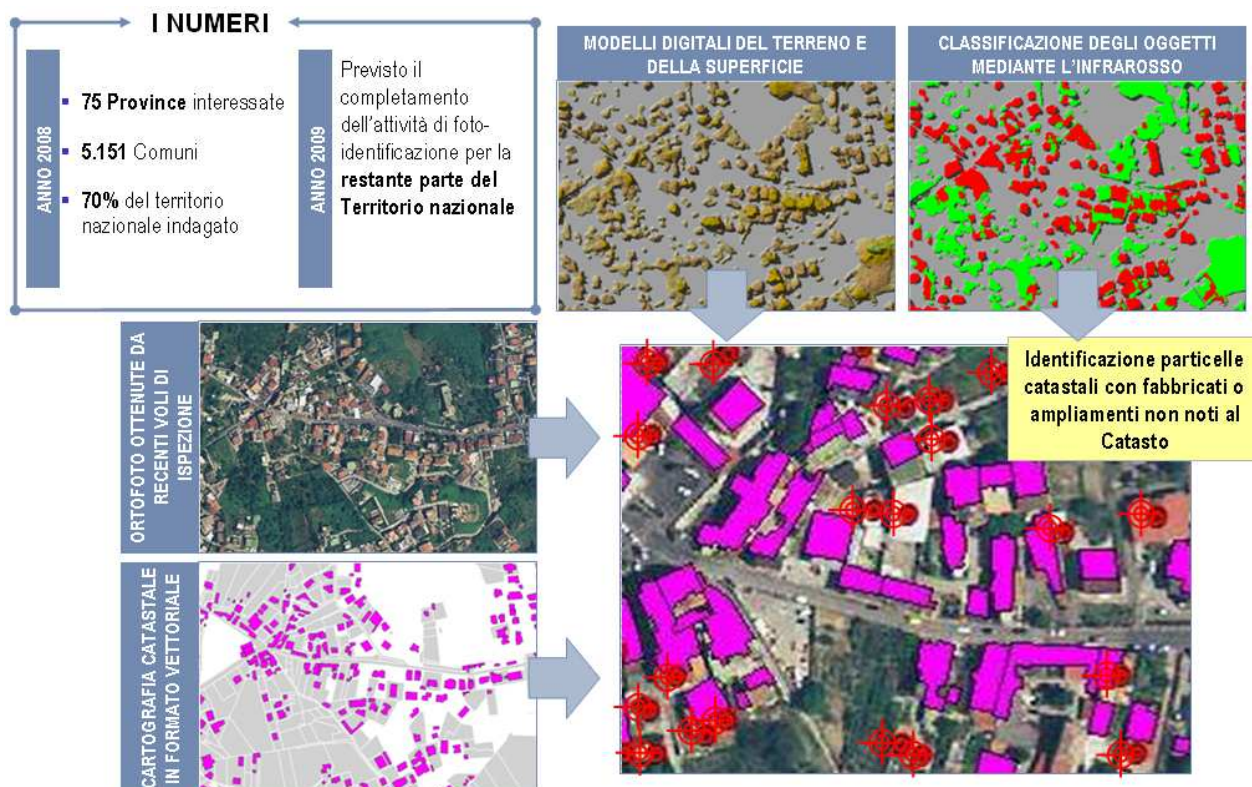 I NUMERI
ANNO 2008
75 Province interessate
5.151 Comuni
70% del territorio
nazionale indagato
ANNO 2009
Previsto il
completamento
dell'attività di foto-
identificazione per la
restante parte del
Territorio nazionale
MODELLI DIGITALI DEL TERRENO E
DELLA SUPERFICIE
CLASSIFICAZIONE DEGLI OGGETTI
MEDIANTE L'INFRAROSSO
ORTOFOTO OTTENUTE DA
RECENTI VOLI DI
ISPEZIONE
Identificazione particelle
catastali con fabbricati o
ampliamenti non noti al
Catasto
CARTOGRAFIA CATASTALE
IN FORMATO VETTORIALE